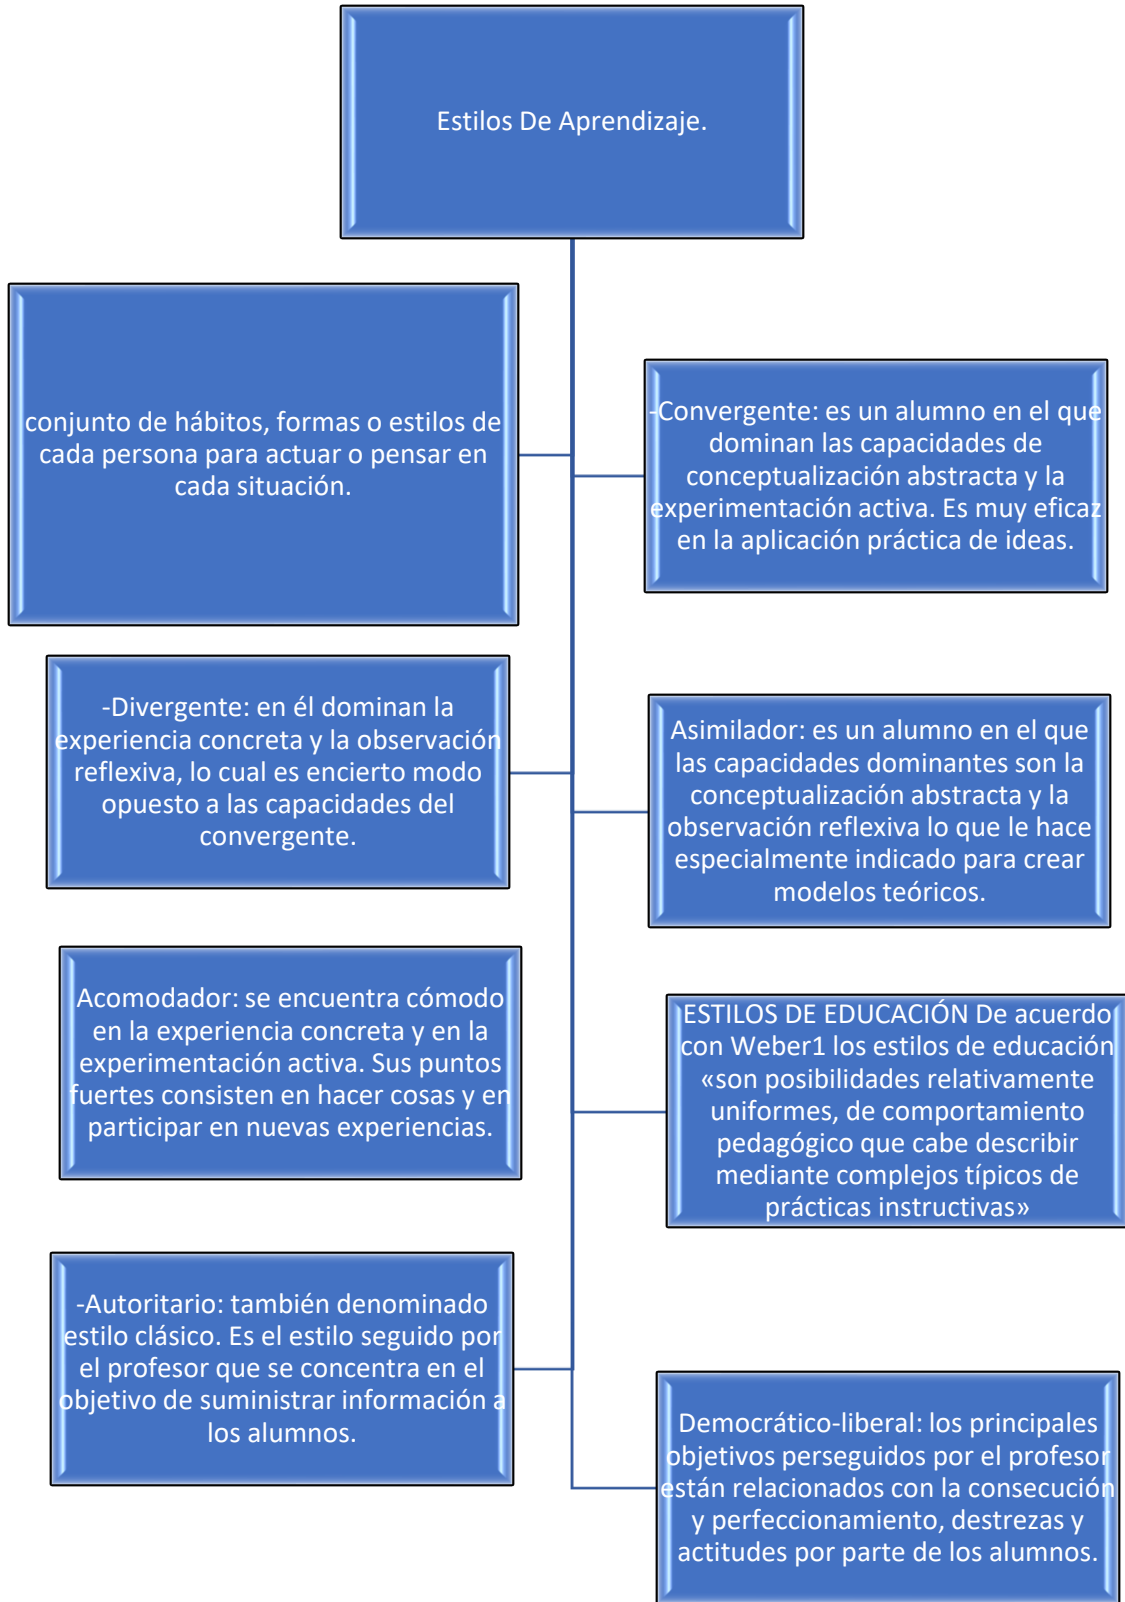 Estilos De Aprendizaje.
conjunto de hábitos, formas o estilos de
cada persona para actuar o pensar en
cada situación.
-Convergente: es un alumno en el que
dominan las capacidades de
conceptualización abstracta y la
experimentación activa. Es muy eficaz
en la aplicación práctica de ideas.
-Divergente: en él dominan la
experiencia concreta y la observación
reflexiva, lo cual es encierto modo
opuesto a las capacidades del
convergente.
Asimilador: es un alumno en el que
las capacidades dominantes son la
conceptualización abstracta y la
observación reflexiva lo que le hace
especialmente indicado para crear
modelos teóricos.
Acomodador: se encuentra cómodo
en la experiencia concreta y en la
experimentación activa. Sus puntos
fuertes consisten en hacer cosas y en
participar en nuevas experiencias.
ESTILOS DE EDUCACIÓN De acuerdo
con Weber1 los estilos de educación
«son posibilidades relativamente
uniformes, de comportamiento
pedagógico que cabe describir
mediante complejos típicos de
prácticas instructivas»
-Autoritario: también denominado
estilo clásico. Es el estilo seguido por
el profesor que se concentra en el
objetivo de suministrar información a
los alumnos.
Democrático-liberal: los principales
objetivos perseguidos por el profesor
están relacionados con la consecución
y perfeccionamiento, destrezas y
actitudes por parte de los alumnos.